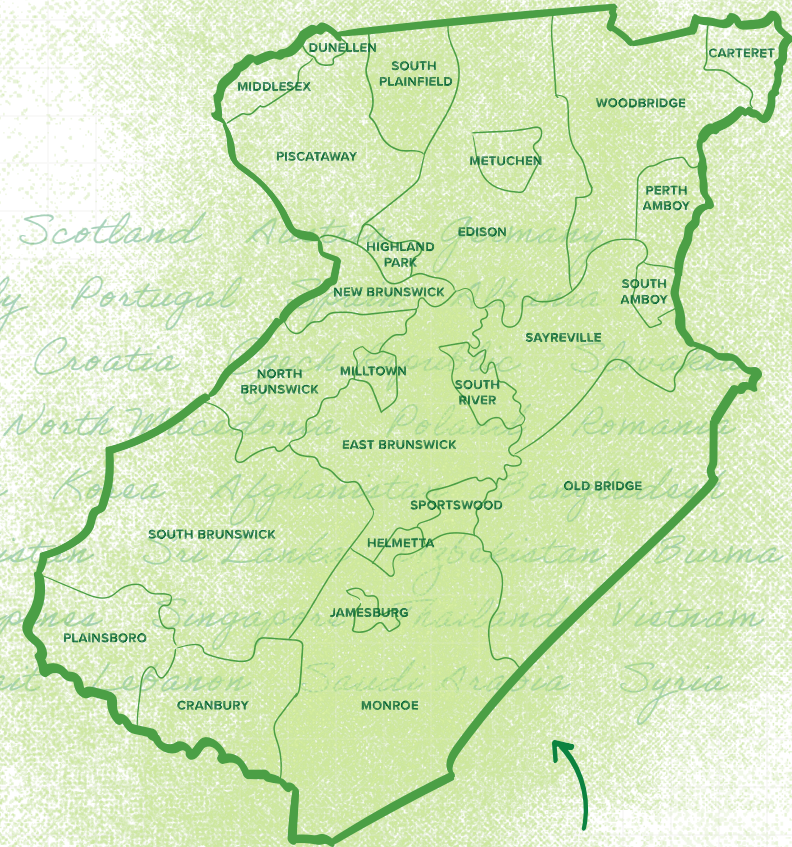 DUNELLEN
CARTERET
SOUTH
PLAINFIELD
MIDDLESEX
WOODBRIDGE
PISCATAWAY
METUCHEN
PERTH
AMBOY
Scotland Austria Germany
EDISON
HIGHLAND
PARK
SOUTH
AMBOY
NEW BRUNSWICK
Portugal Spain Albania
SAYREVILLE
Croatia Czech Republic Slovakia
NORTH
BRUNSWICK
MILLTOWN
SOUTH
RIVER
North Macedonia Poland Romania
EAST BRUNSWICK
OLD BRIDGE
Korea Afghanistan Bangladesh
SPORTSWOOD
SOUTH BRUNSWICK
HELMETTA
Sri Lanka Uzbekistan Burma
JAMESBURG
PLAINSBORO
Singapore Thailand Vietnam
Lebanon Saudi Arabia Syria
CRANBURY
MONROE